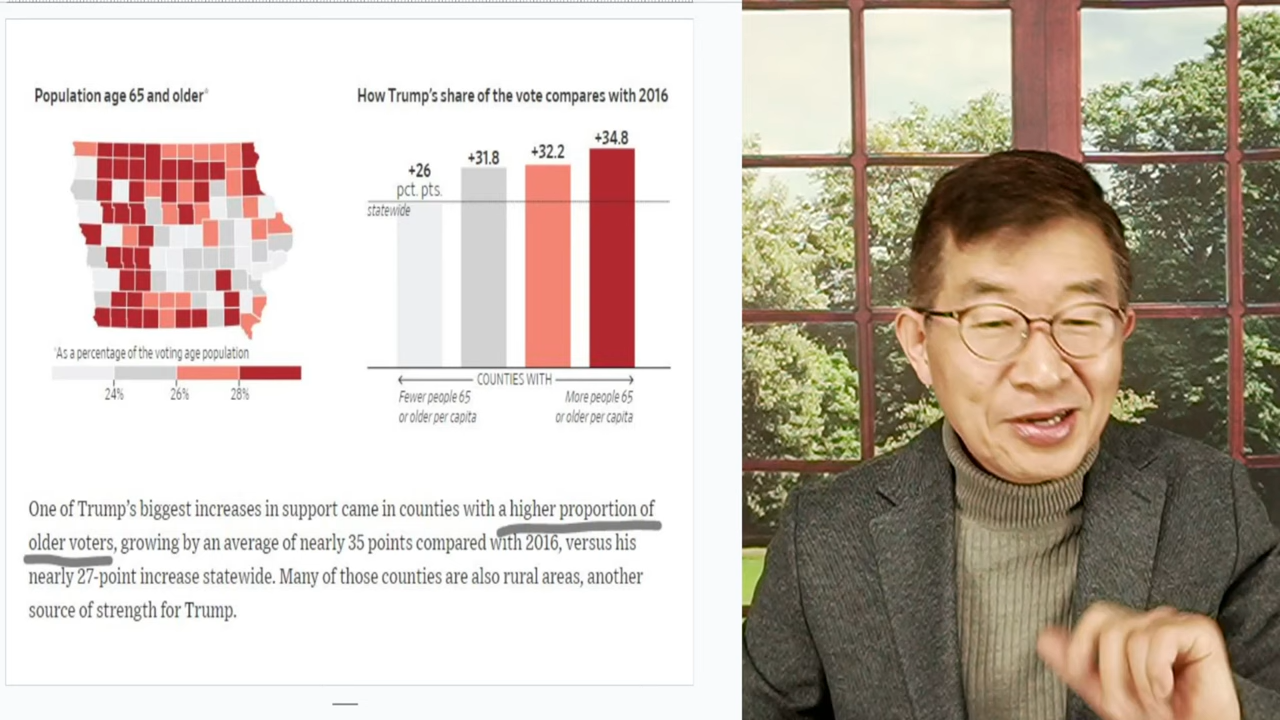 Population age 65 and older*
How Trump's share of the vote compares with 2016
+26
pct. pts.
+31.8
+32.2
+34.8
statewide
*As a percentage of the voting age population
24%
26%
28%
COUNTIES WITH
Fewer people 65
or older per capita
More people 65
or older per capita
One of Trump's biggest increases in support came in counties with a higher proportion of
older voters, growing by an average of nearly 35 points compared with 2016, versus his
nearly 27-point increase statewide. Many of those counties are also rural areas, another
source of strength for Trump.